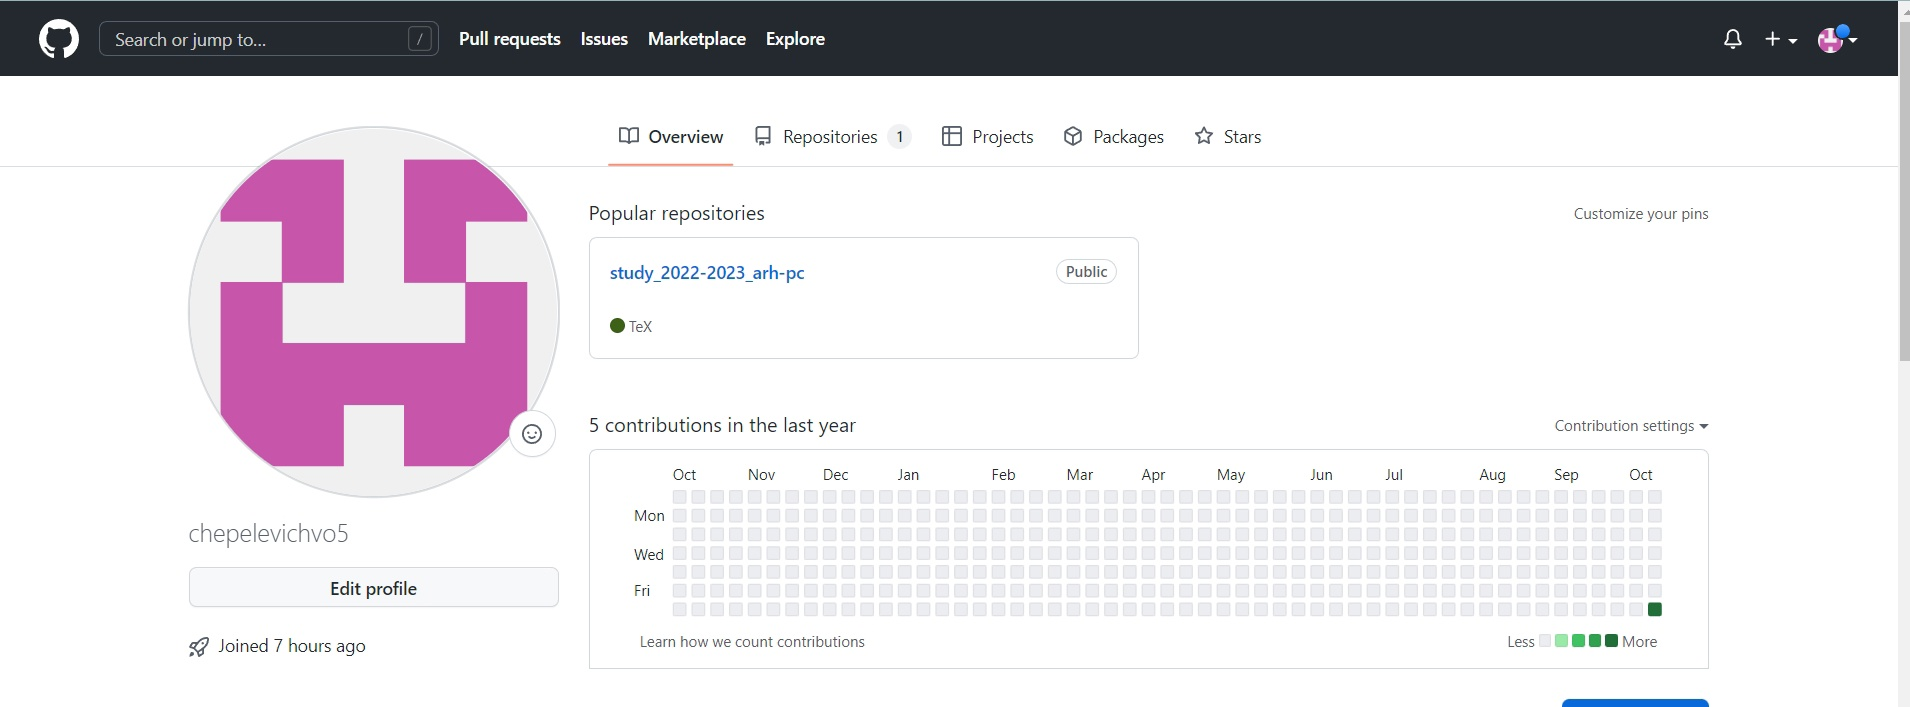 Search or jump to... / Pull requests Issues Marketplace Explore
Overview Repositories 1 Projects Packages Stars
Popular repositories Customize your pins
study_2022-2023_arh-pc Public
TeX
5 contributions in the last year Contribution settings
Oct Nov Dec Jan Feb Mar Apr May Jun Jul Aug Sep Oct
Mon
Wed
Fri
Learn how we count contributions Less More
chepelevichvo5
Edit profile
Joined 7 hours ago